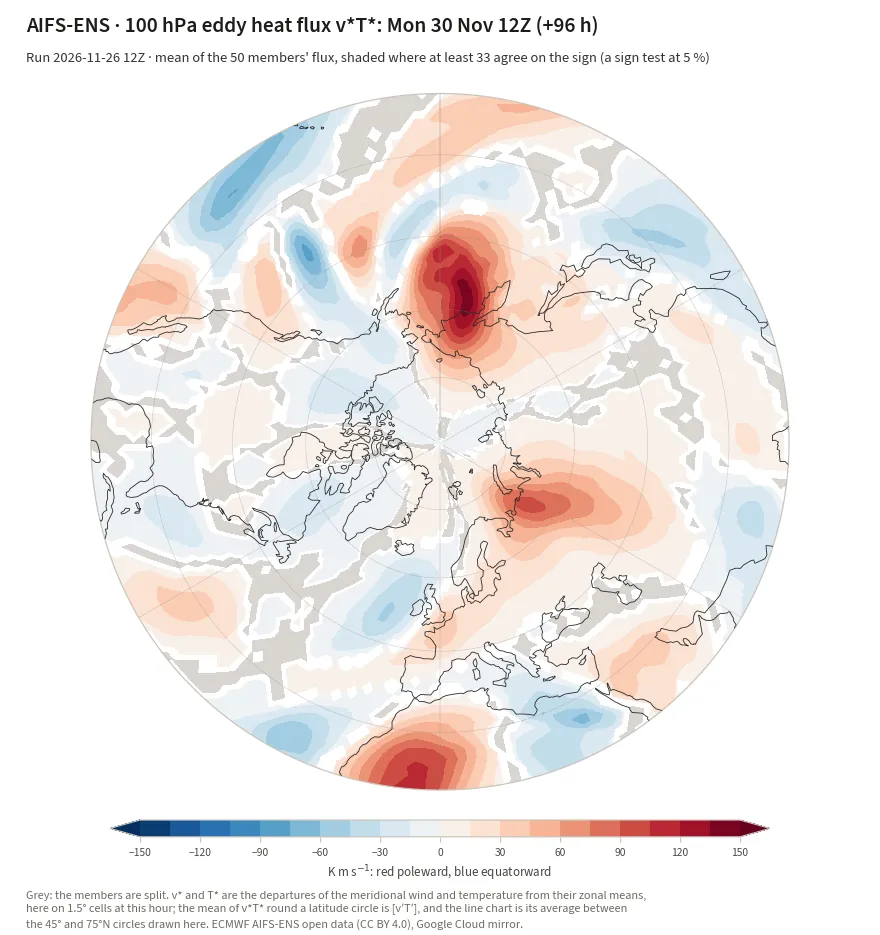 AIFS-ENS · 100 hPa eddy heat flux v*T*: Mon 30 Nov 12Z (+96 h)
Run 2026-11-26 12Z · mean of the 50 members' flux, shaded where at least 33 agree on the sign (a sign test at 5 %)
−150 −120 −90 −60 −30 0 30 60 90 120 150
K m s⁻¹: red poleward, blue equatorward
Grey: the members are split. v* and T* are the departures of the meridional wind and temperature from their zonal means,
here on 1.5° cells at this hour; the mean of v*T* round a latitude circle is [v'T'], and the line chart is its average between
the 45° and 75°N circles drawn here. ECMWF AIFS-ENS open data (CC BY 4.0), Google Cloud mirror.